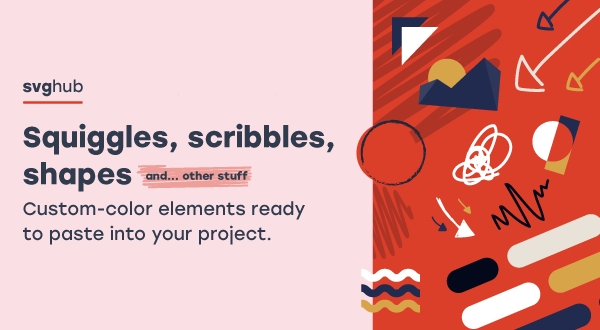 svghub
Squiggles, scribbles,
shapes and... other stuff
Custom-color elements ready
to paste into your project.